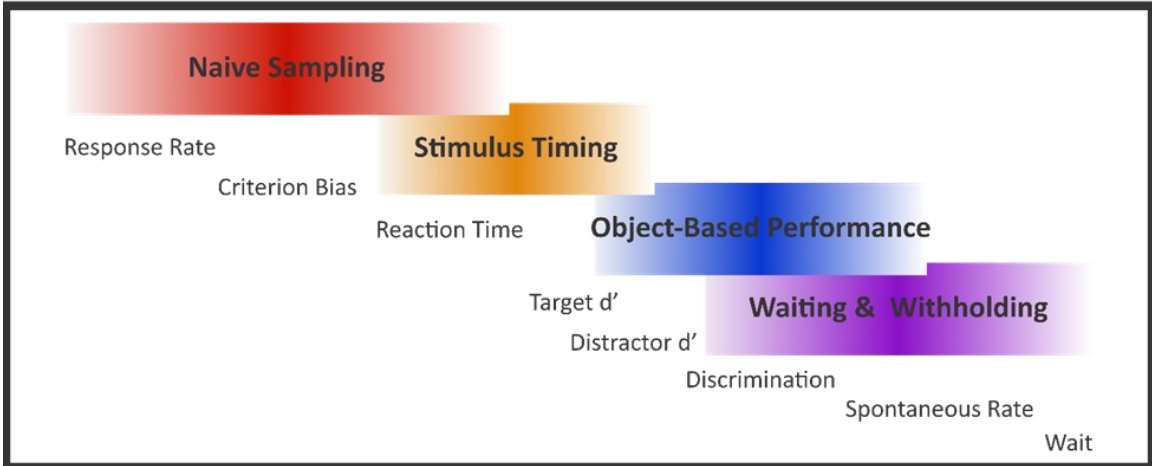 Naive Sampling
Response Rate
Stimulus Timing
Criterion Bias
Reaction Time
Object-Based Performance
Target d’
Waiting & Withholding
Distractor d’
Discrimination
Spontaneous Rate
Wait